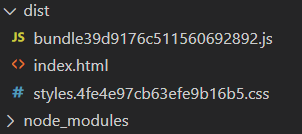 dist
JS bundle39d9176c511560692892.js
<> index.html
# styles.4fe4e97cb63efe9b16b5.css
node_modules